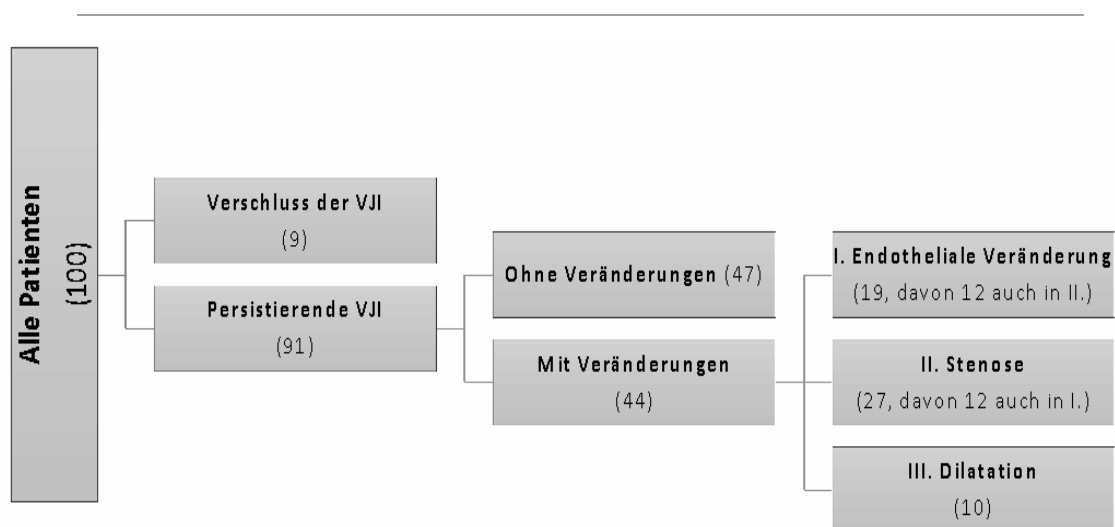 Alle Patienten
(100)
Verschluss der VJI
(9)
Persistierende VJI
(91)
Ohne Veränderungen (47)
Mit Veränderungen
(44)
I. Endotheliale Veränderung
(19, davon 12 auch in II.)
II. Stenose
(27, davon 12 auch in I.)
III. Dilatation
(10)